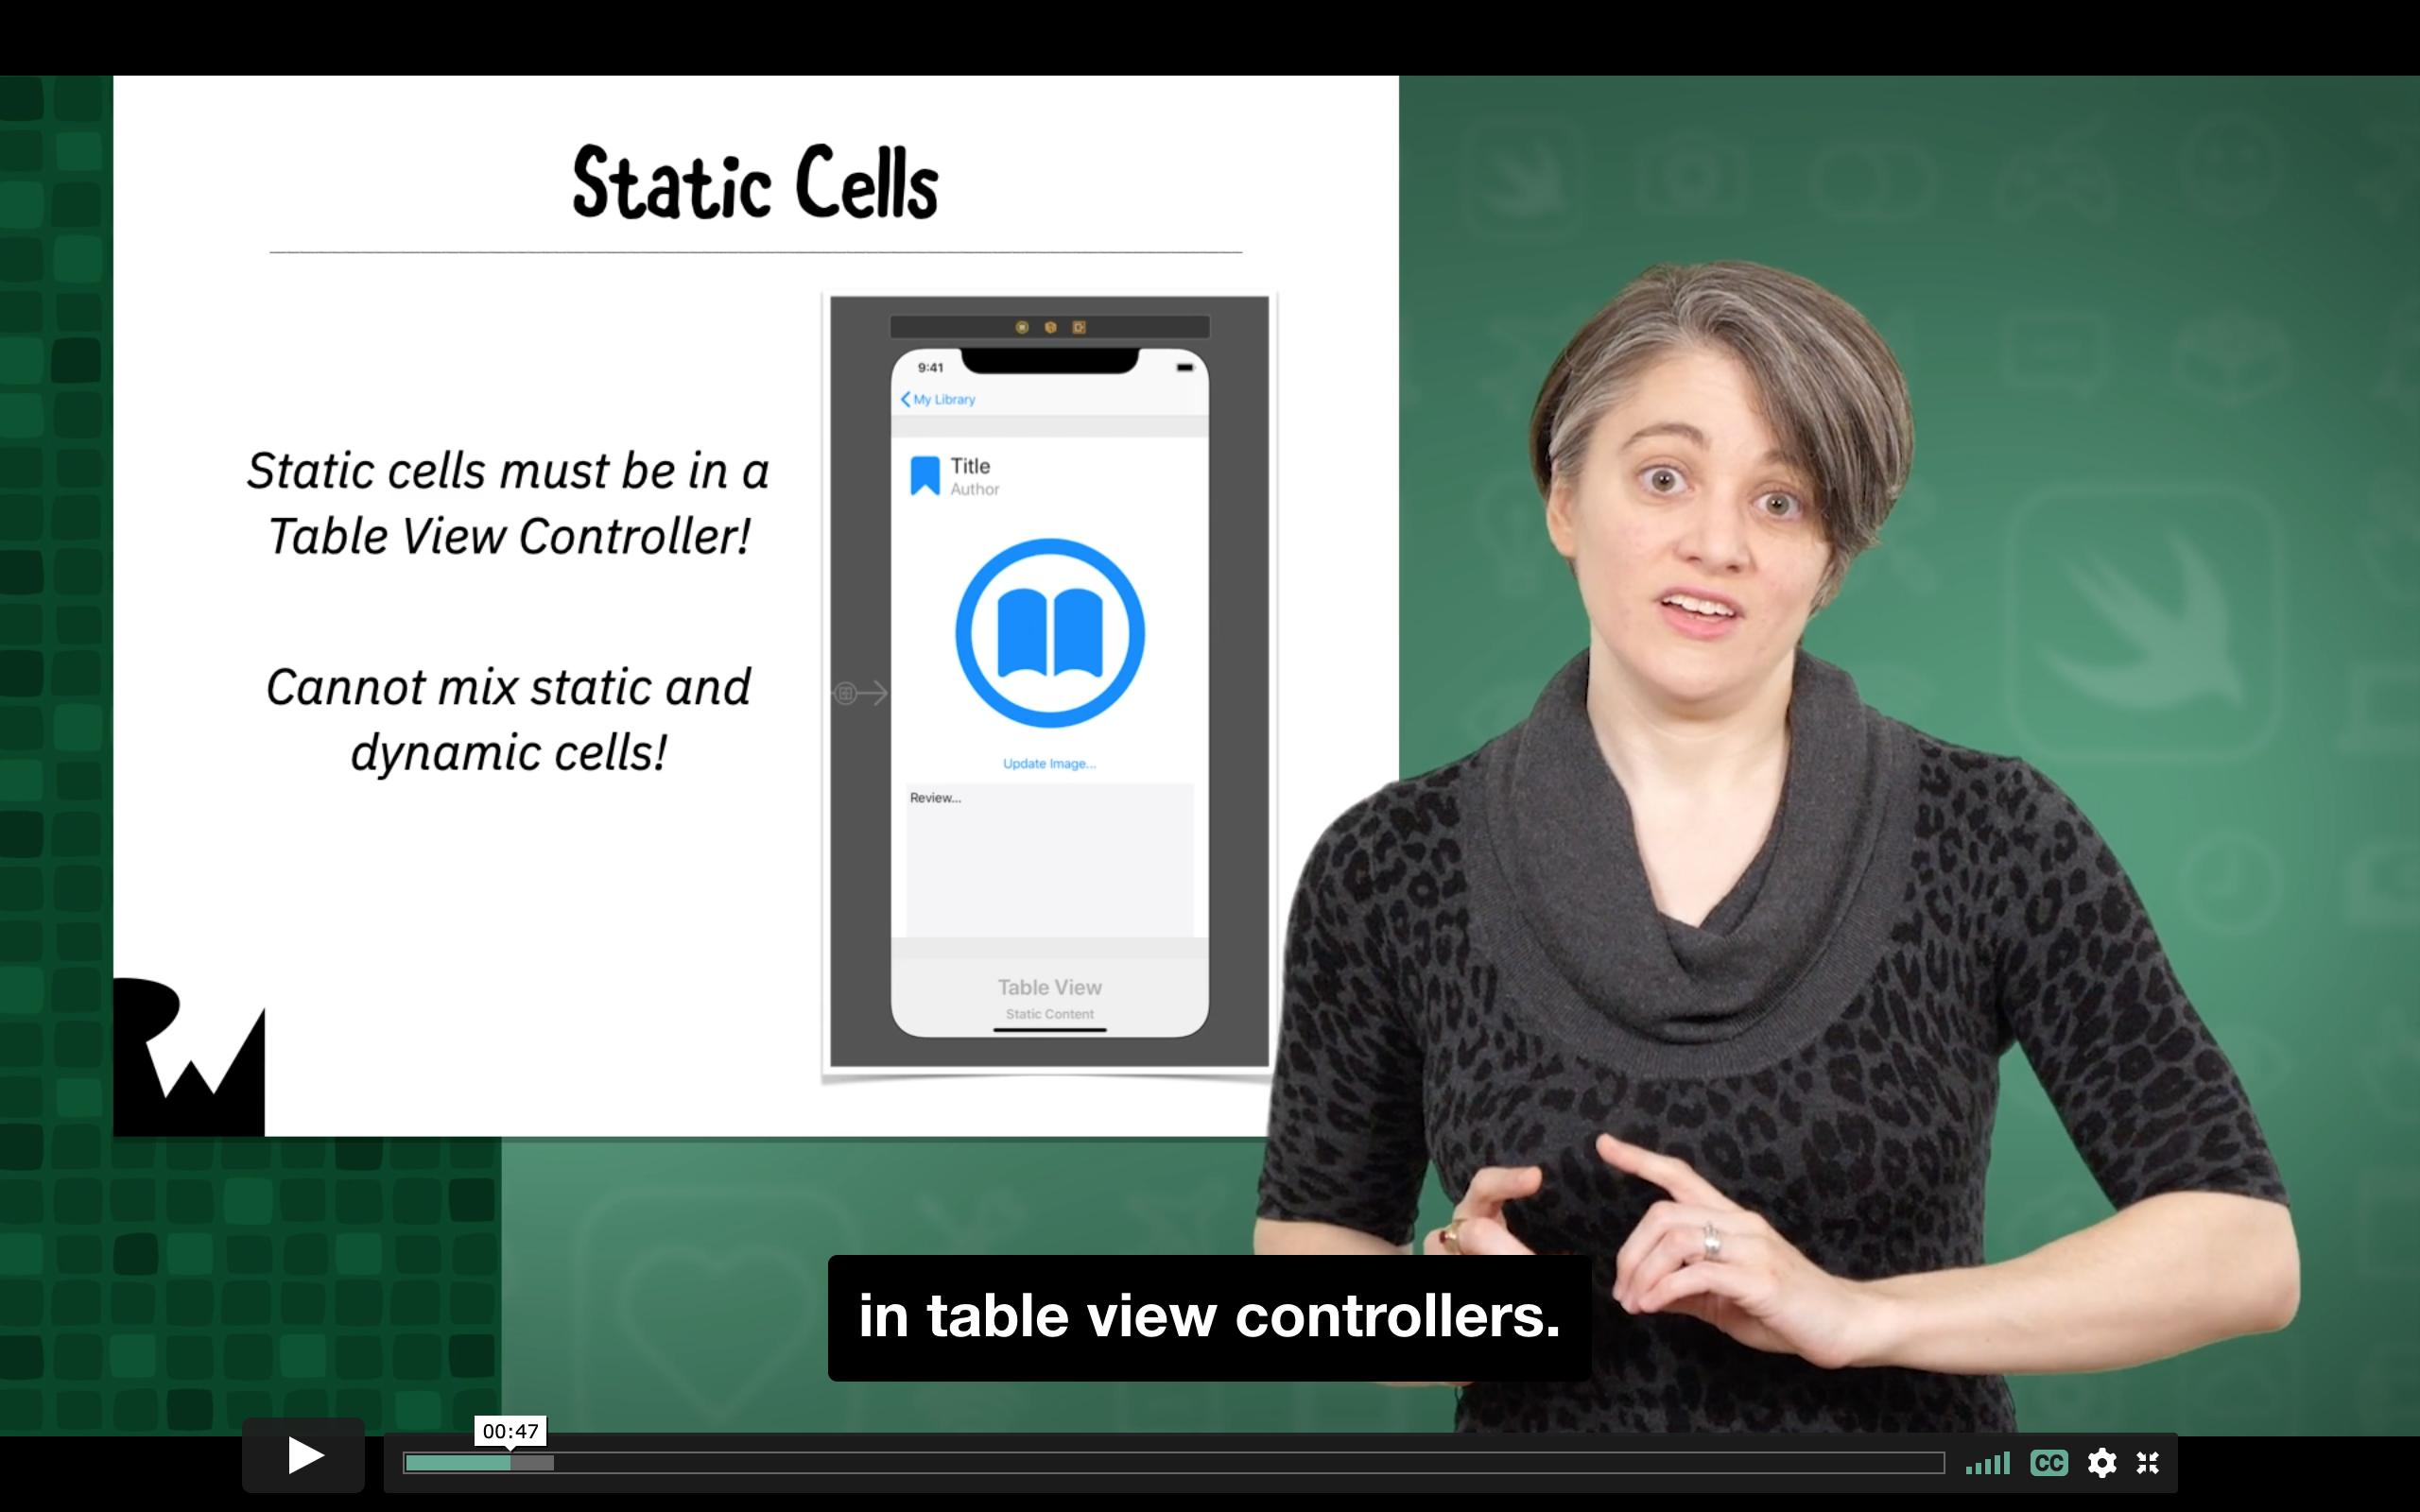 Static Cells
Static cells must be in a
Table View Controller!
Cannot mix static and
dynamic cells!
9:41
My Library
Title
Author
Update Image...
Review...
Table View
Static Content
RW
in table view controllers.
00:47
CC